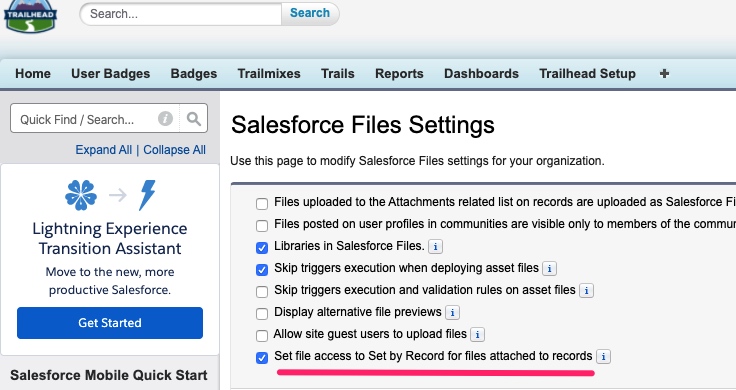 TRAILHEAD
Search...
Search
Home User Badges Badges Trailmixes Trails Reports Dashboards Trailhead Setup +
Quick Find / Search... i
Expand All | Collapse All
Lightning Experience
Transition Assistant
Move to the new, more
productive Salesforce.
Get Started
Salesforce Mobile Quick Start
Salesforce Files Settings
Use this page to modify Salesforce Files settings for your organization.
Files uploaded to the Attachments related list on records are uploaded as Salesforce Fi
Files posted on user profiles in communities are visible only to members of the commu
Libraries in Salesforce Files. i
Skip triggers execution when deploying asset files i
Skip triggers execution and validation rules on asset files i
Display alternative file previews i
Allow site guest users to upload files i
Set file access to Set by Record for files attached to records i